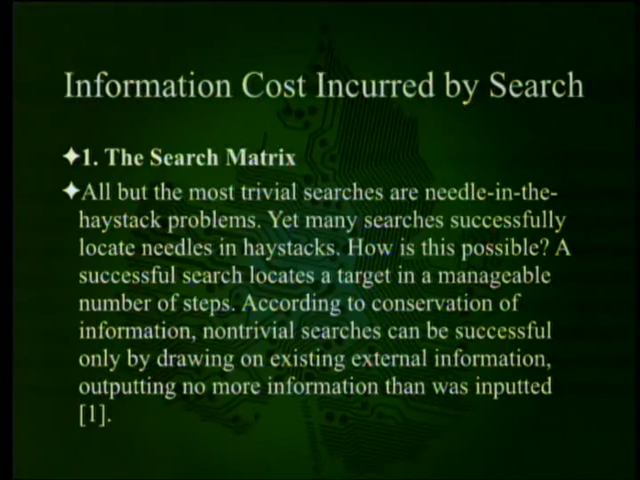 Information Cost Incurred by Search
✦1. The Search Matrix
✦All but the most trivial searches are needle-in-the-
haystack problems. Yet many searches successfully
locate needles in haystacks. How is this possible? A
successful search locates a target in a manageable
number of steps. According to conservation of
information, nontrivial searches can be successful
only by drawing on existing external information,
outputting no more information than was inputted
[1].